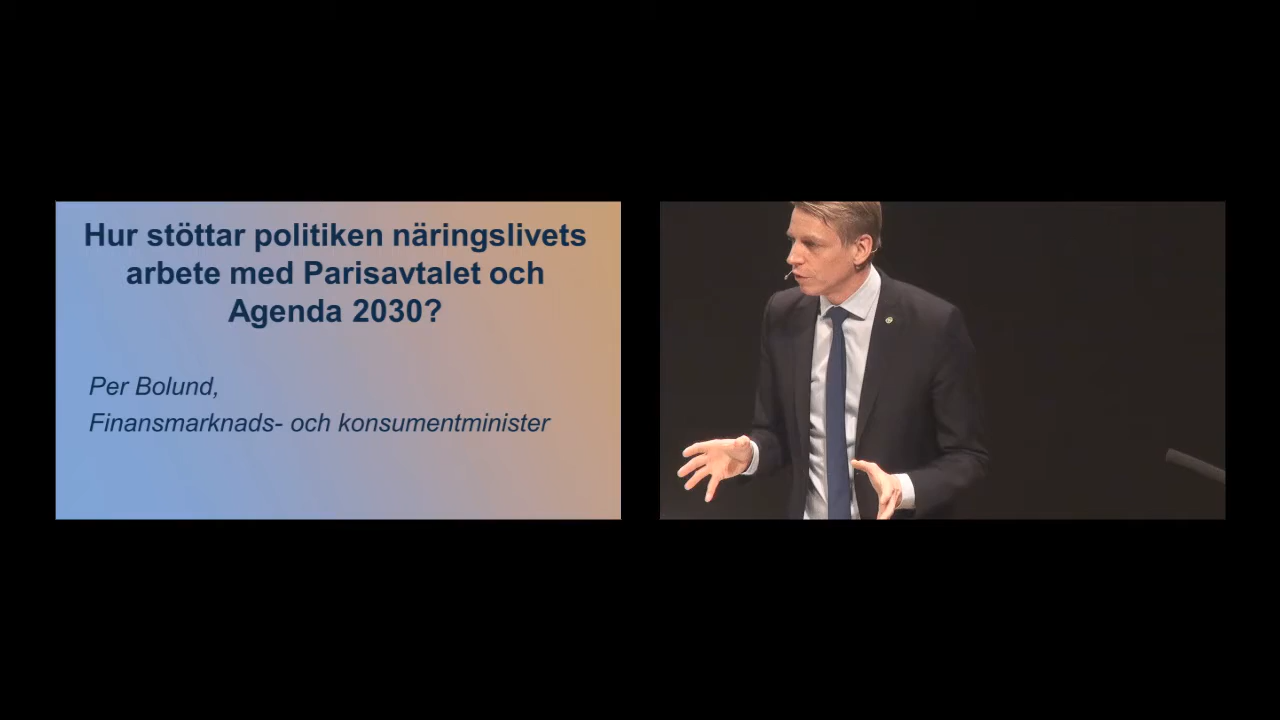 Hur stöttar politiken näringslivets
arbete med Parisavtalet och
Agenda 2030?
Per Bolund,
Finansmarknads- och konsumentminister